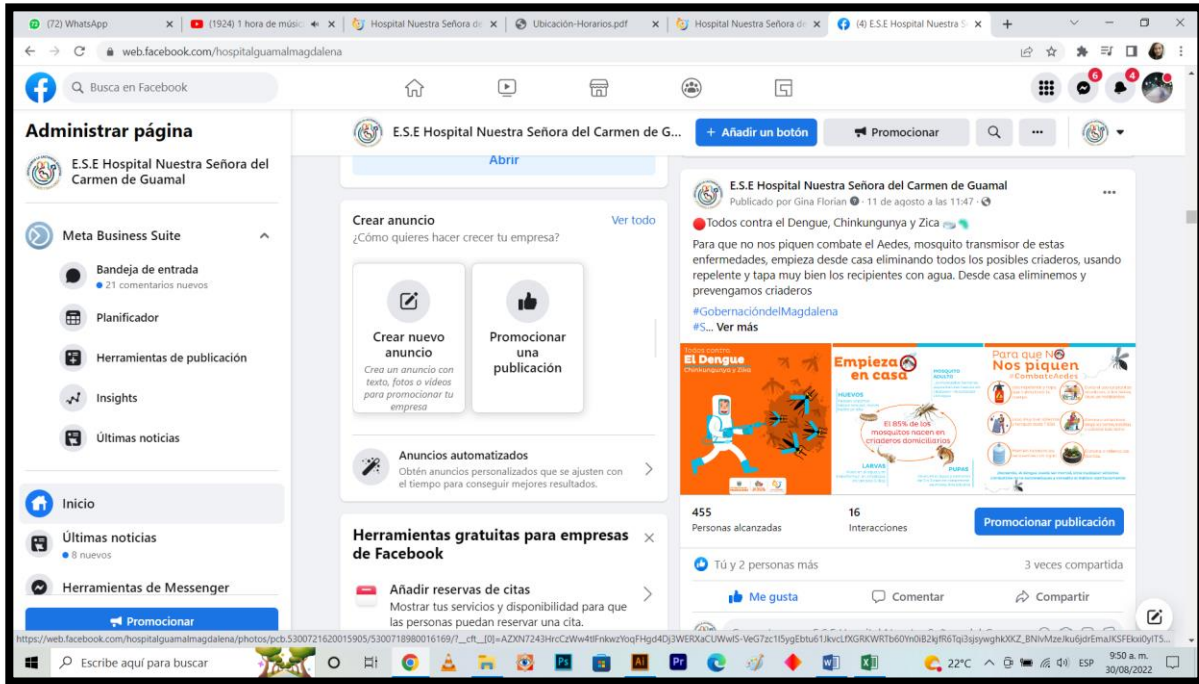 (72) WhatsApp
(1924) 1 hora de músic
Hospital Nuestra Señora de
Ubicación-Horarios.pdf
Hospital Nuestra Señora de
(4) E.S.E Hospital Nuestra S
web.facebook.com/hospitalguamalmagdalena
Busca en Facebook
6
4
Administrar página
E.S.E Hospital Nuestra Señora del
Carmen de Guamal
Meta Business Suite
Bandeja de entrada
21 comentarios nuevos
Planificador
Herramientas de publicación
Insights
Últimas noticias
Inicio
Últimas noticias
8 nuevos
Herramientas de Messenger
Promocionar
E.S.E Hospital Nuestra Señora del Carmen de G...
+ Añadir un botón
Promocionar
Abrir
Crear anuncio
Ver todo
¿Cómo quieres hacer crecer tu empresa?
Crear nuevo
anuncio
Crea un anuncio con
texto, fotos o vídeos
para promocionar tu
empresa
Promocionar
una
publicación
Anuncios automatizados
Obtén anuncios personalizados que se ajusten con
el tiempo para conseguir mejores resultados.
Herramientas gratuitas para empresas
de Facebook
Añadir reservas de citas
Mostrar tus servicios y disponibilidad para que
las personas puedan reservar una cita.
E.S.E Hospital Nuestra Señora del Carmen de Guamal
Publicado por Gina Florian · 11 de agosto a las 11:47 ·
Todos contra el Dengue, Chinkungunya y Zica
Para que no nos piquen combate el Aedes, mosquito transmisor de estas
enfermedades, empieza desde casa eliminando todos los posibles criaderos, usando
repelente y tapa muy bien los recipientes con agua. Desde casa eliminemos y
prevengamos criaderos
#GobernacióndelMagdalena
#S... Ver más
Todos contra
El Dengue
Chinkungunya y Zika
Empieza
en casa
MOSQUITO
ADULTO
HUEVOS
El 85% de los
mosquitos nacen en
criaderos domiciliarios
LARVAS
PUPAS
Para que NO
Nos piquen
#CombateAedes
455
Personas alcanzadas
16
Interacciones
Promocionar publicación
Tú y 2 personas más
3 veces compartida
Me gusta
Comentar
Compartir
Escribe aquí para buscar
22°C
ESP
9:50 a. m.
30/08/2022